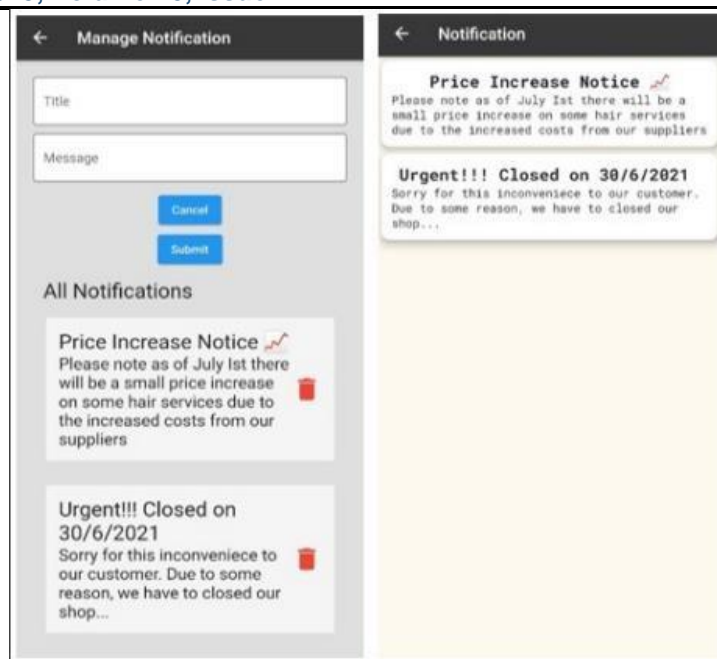 Manage Notification
Title
Message
Cancel
Submit
All Notifications
Price Increase Notice 📈
Please note as of July Ist there
will be a small price increase
on some hair services due to
the increased costs from our
suppliers
Urgent!!! Closed on
30/6/2021
Sorry for this inconveniece to
our customer. Due to some
reason, we have to closed our
shop...
Notification
Price Increase Notice 📈
Please note as of July Ist there will be a
small price increase on some hair services
due to the increased costs from our suppliers
Urgent!!! Closed on 30/6/2021
Sorry for this inconveniece to our customer.
Due to some reason, we have to closed our
shop...